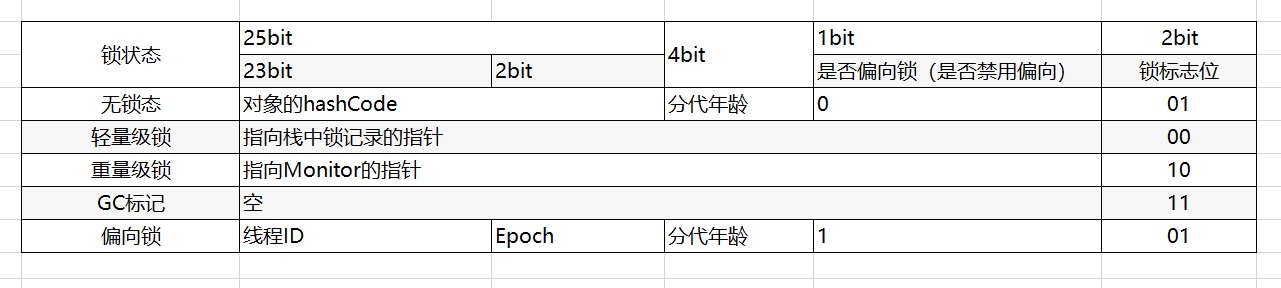 锁状态 25bit 4bit 1bit 2bit
23bit 2bit 是否偏向锁（是否禁用偏向） 锁标志位
无锁态 对象的hashCode 分代年龄 0 01
轻量级锁 指向栈中锁记录的指针 00
重量级锁 指向Monitor的指针 10
GC标记 空 11
偏向锁 线程ID Epoch 分代年龄 1 01